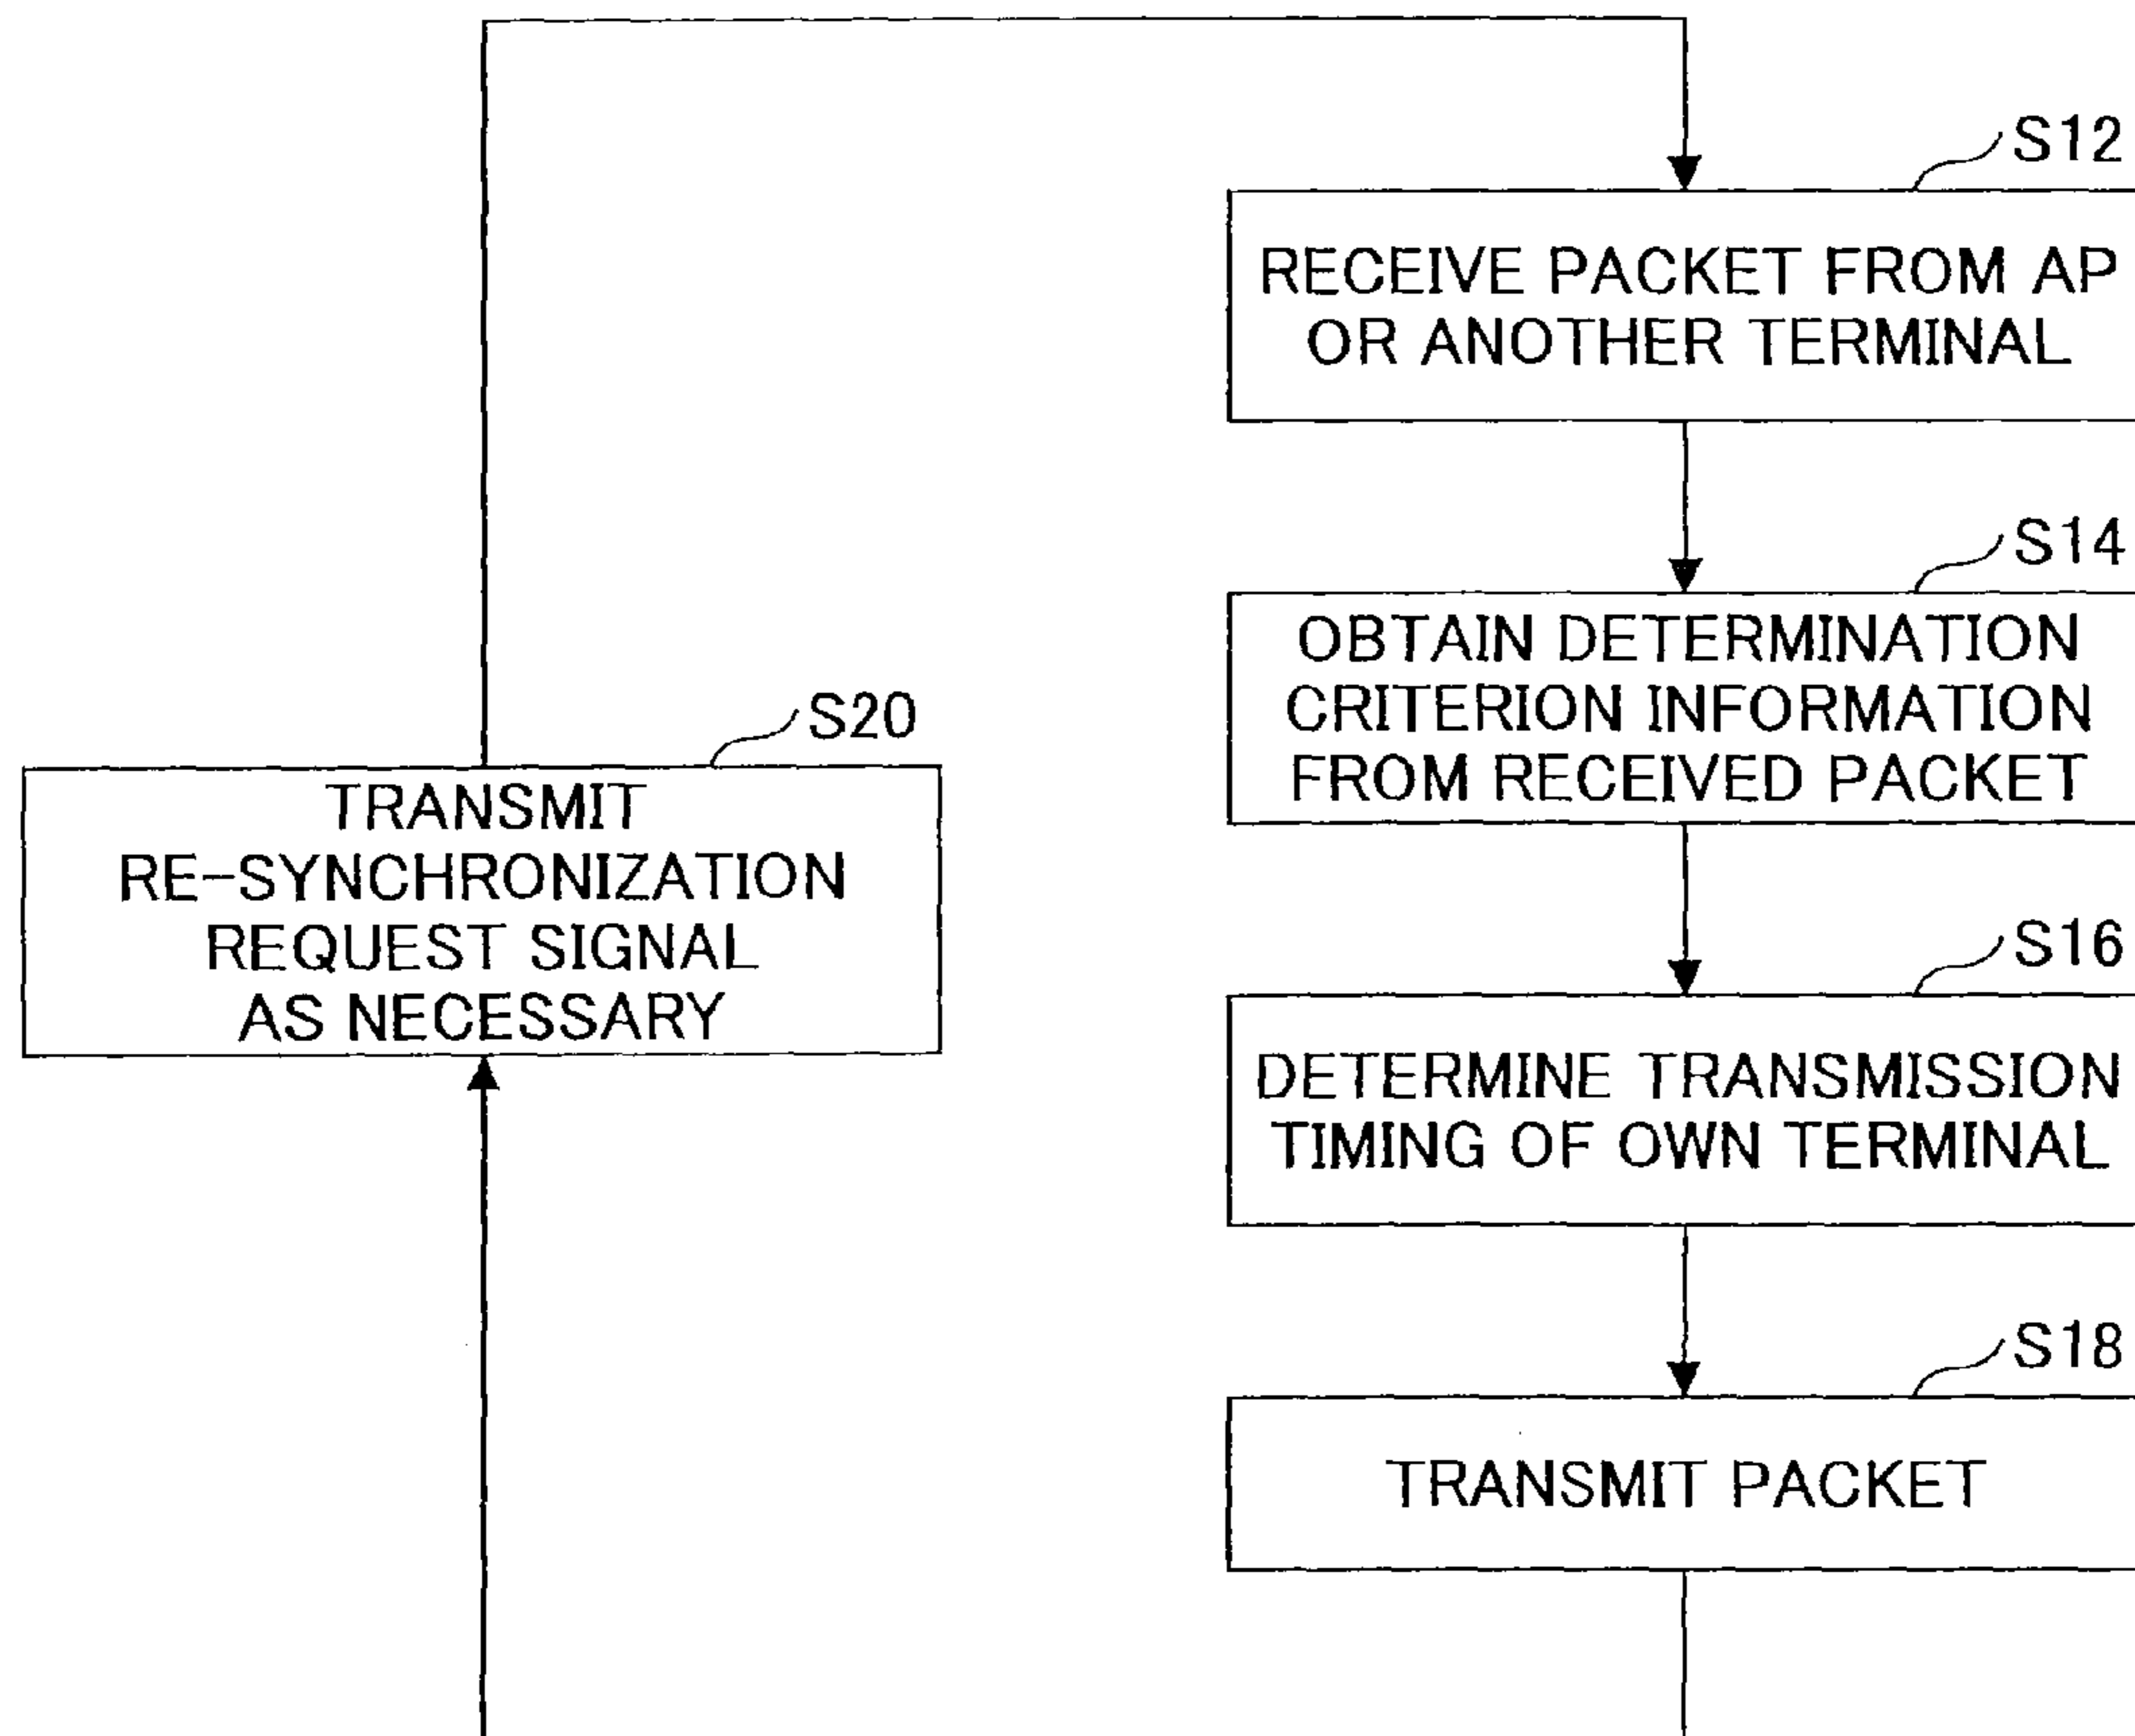 S12
RECEIVE PACKET FROM AP
OR ANOTHER TERMINAL
S14
OBTAIN DETERMINATION
CRITERION INFORMATION
FROM RECEIVED PACKET
S16
DETERMINE TRANSMISSION
TIMING OF OWN TERMINAL
S18
TRANSMIT PACKET
S20
TRANSMIT
RE-SYNCHRONIZATION
REQUEST SIGNAL
AS NECESSARY